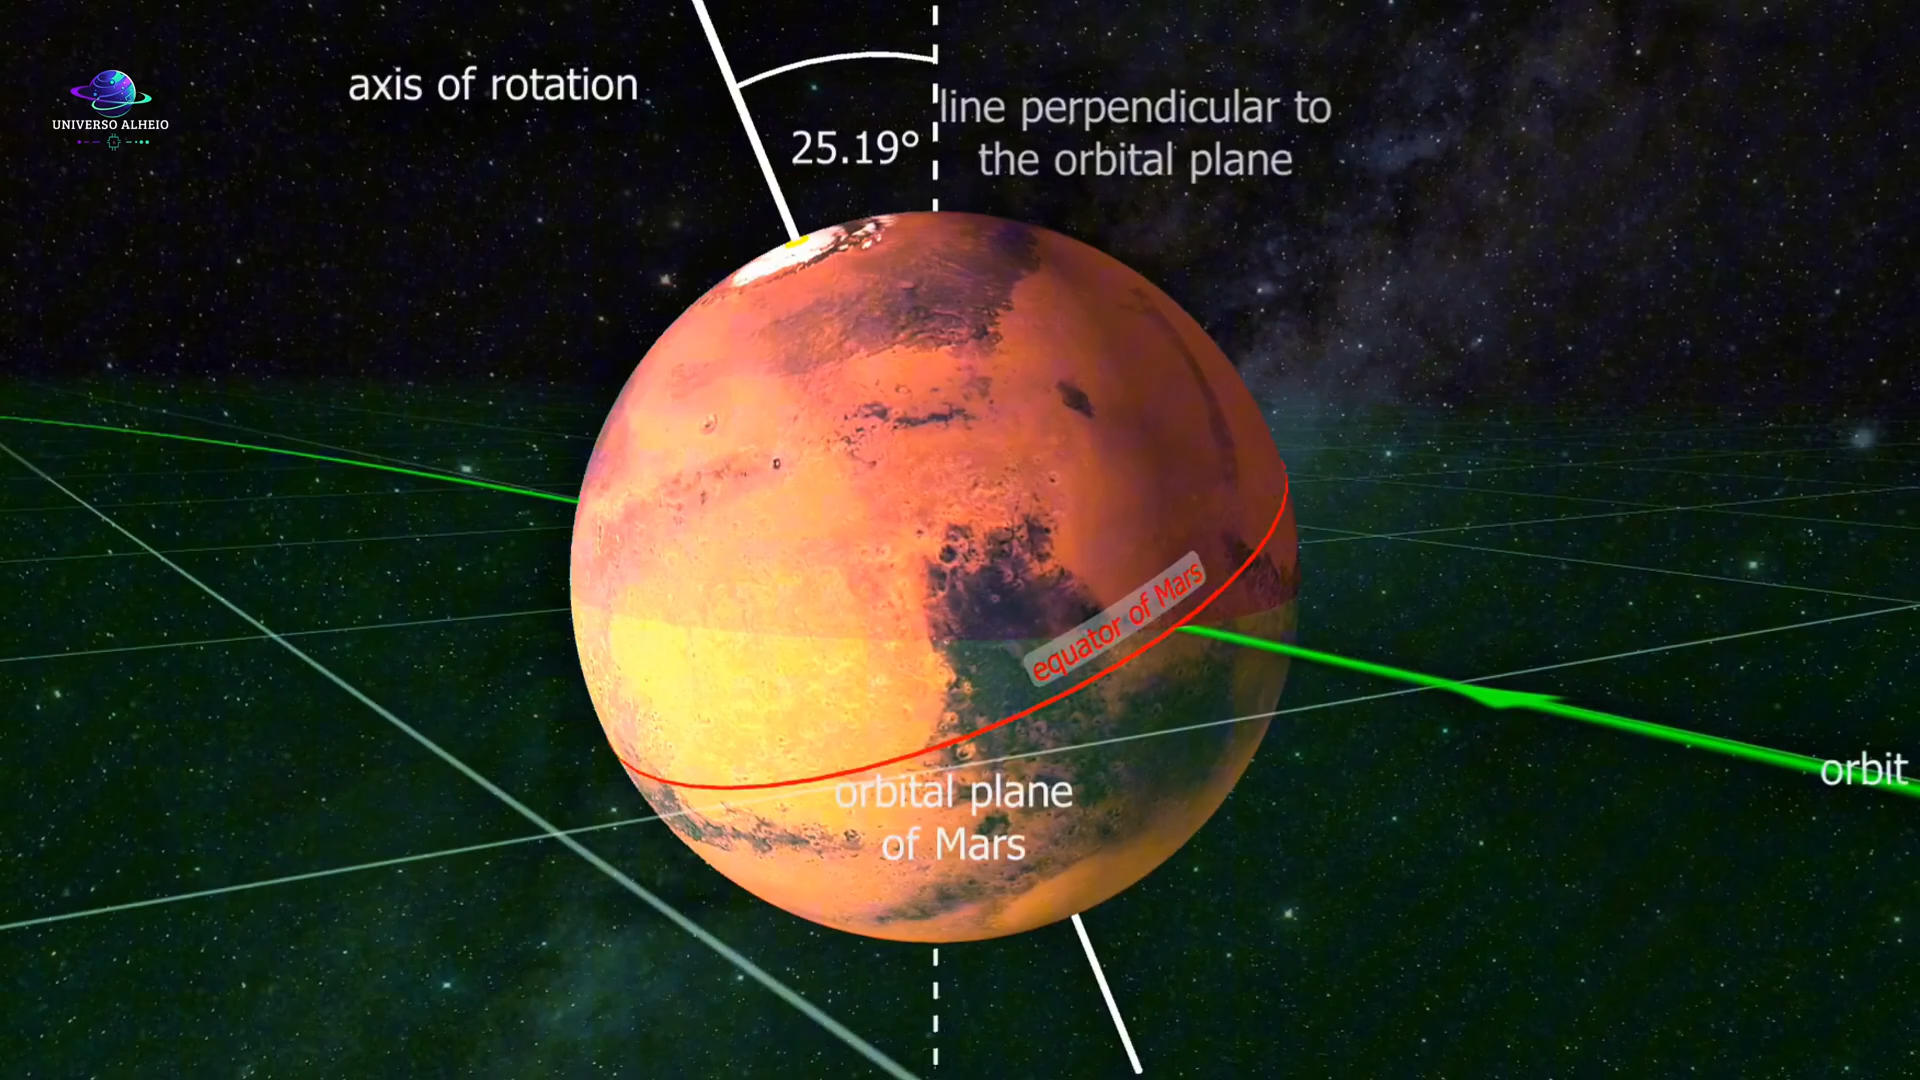 UNIVERSO ALHEIO
axis of rotation
25.19°
line perpendicular to
the orbital plane
equator of Mars
orbital plane
of Mars
orbit